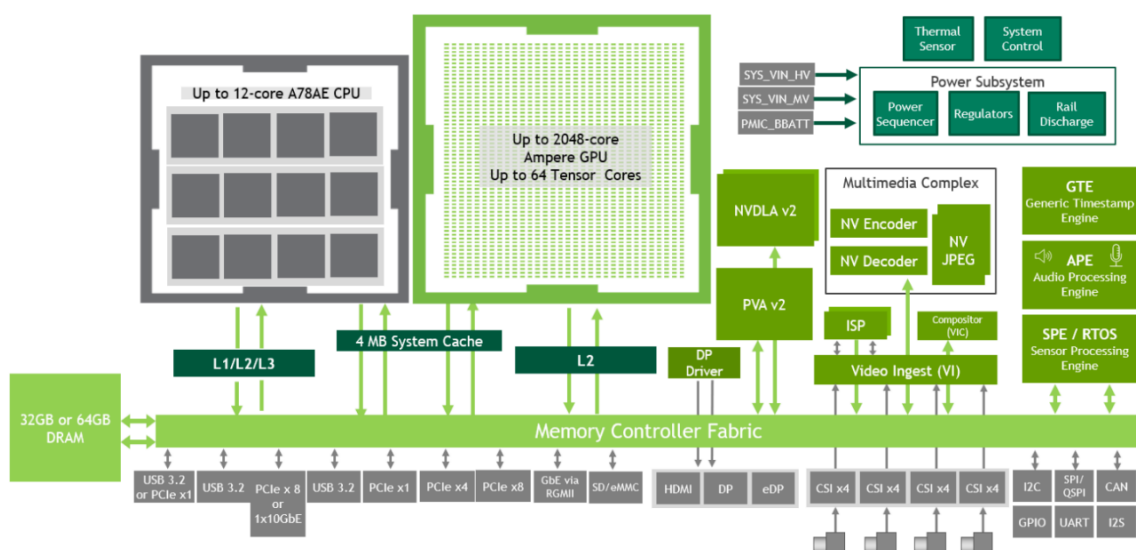 Up to 12-core A78AE CPU
Up to 2048-core
Ampere GPU
Up to 64 Tensor Cores
Thermal
Sensor
System
Control
SYS_VIN_HV
SYS_VIN_MV
PMIC_BBATT
Power Subsystem
Power
Sequencer
Regulators
Rail
Discharge
NVDLA v2
PVA v2
Multimedia Complex
NV Encoder
NV Decoder
NV
JPEG
GTE
Generic Timestamp
Engine
APE
Audio Processing
Engine
SPE / RTOS
Sensor Processing
Engine
L1/L2/L3
4 MB System Cache
L2
DP
Driver
ISP
Compositor
(VIC)
Video Ingest (VI)
32GB or 64GB
DRAM
Memory Controller Fabric
USB 3.2
or PCIe x1
USB 3.2
PCIe x 8
or
1x10GbE
USB 3.2
PCIe x1
PCIe x4
PCIe x8
GbE via
RGMII
SD/eMMC
HDMI
DP
eDP
CSI x4
CSI x4
CSI x4
CSI x4
I2C
SPI/
QSPI
CAN
GPIO
UART
I2S